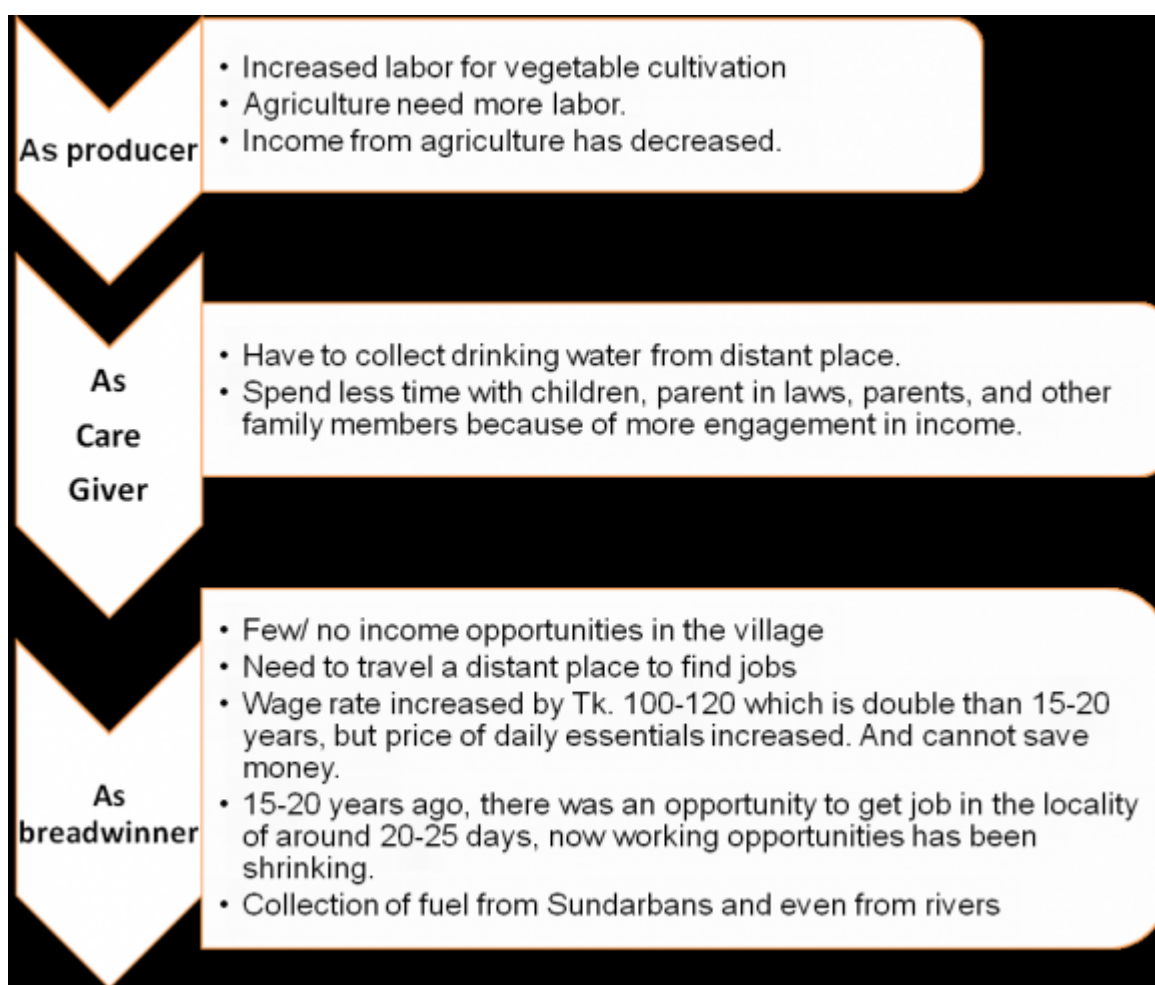 As producer
• Increased labor for vegetable cultivation
• Agriculture need more labor.
• Income from agriculture has decreased.
As
Care
Giver
• Have to collect drinking water from distant place.
• Spend less time with children, parent in laws, parents, and other
family members because of more engagement in income.
As
breadwinner
• Few/ no income opportunities in the village
• Need to travel a distant place to find jobs
• Wage rate increased by Tk. 100-120 which is double than 15-20
years, but price of daily essentials increased. And cannot save
money.
• 15-20 years ago, there was an opportunity to get job in the locality
of around 20-25 days, now working opportunities has been
shrinking.
• Collection of fuel from Sundarbans and even from rivers